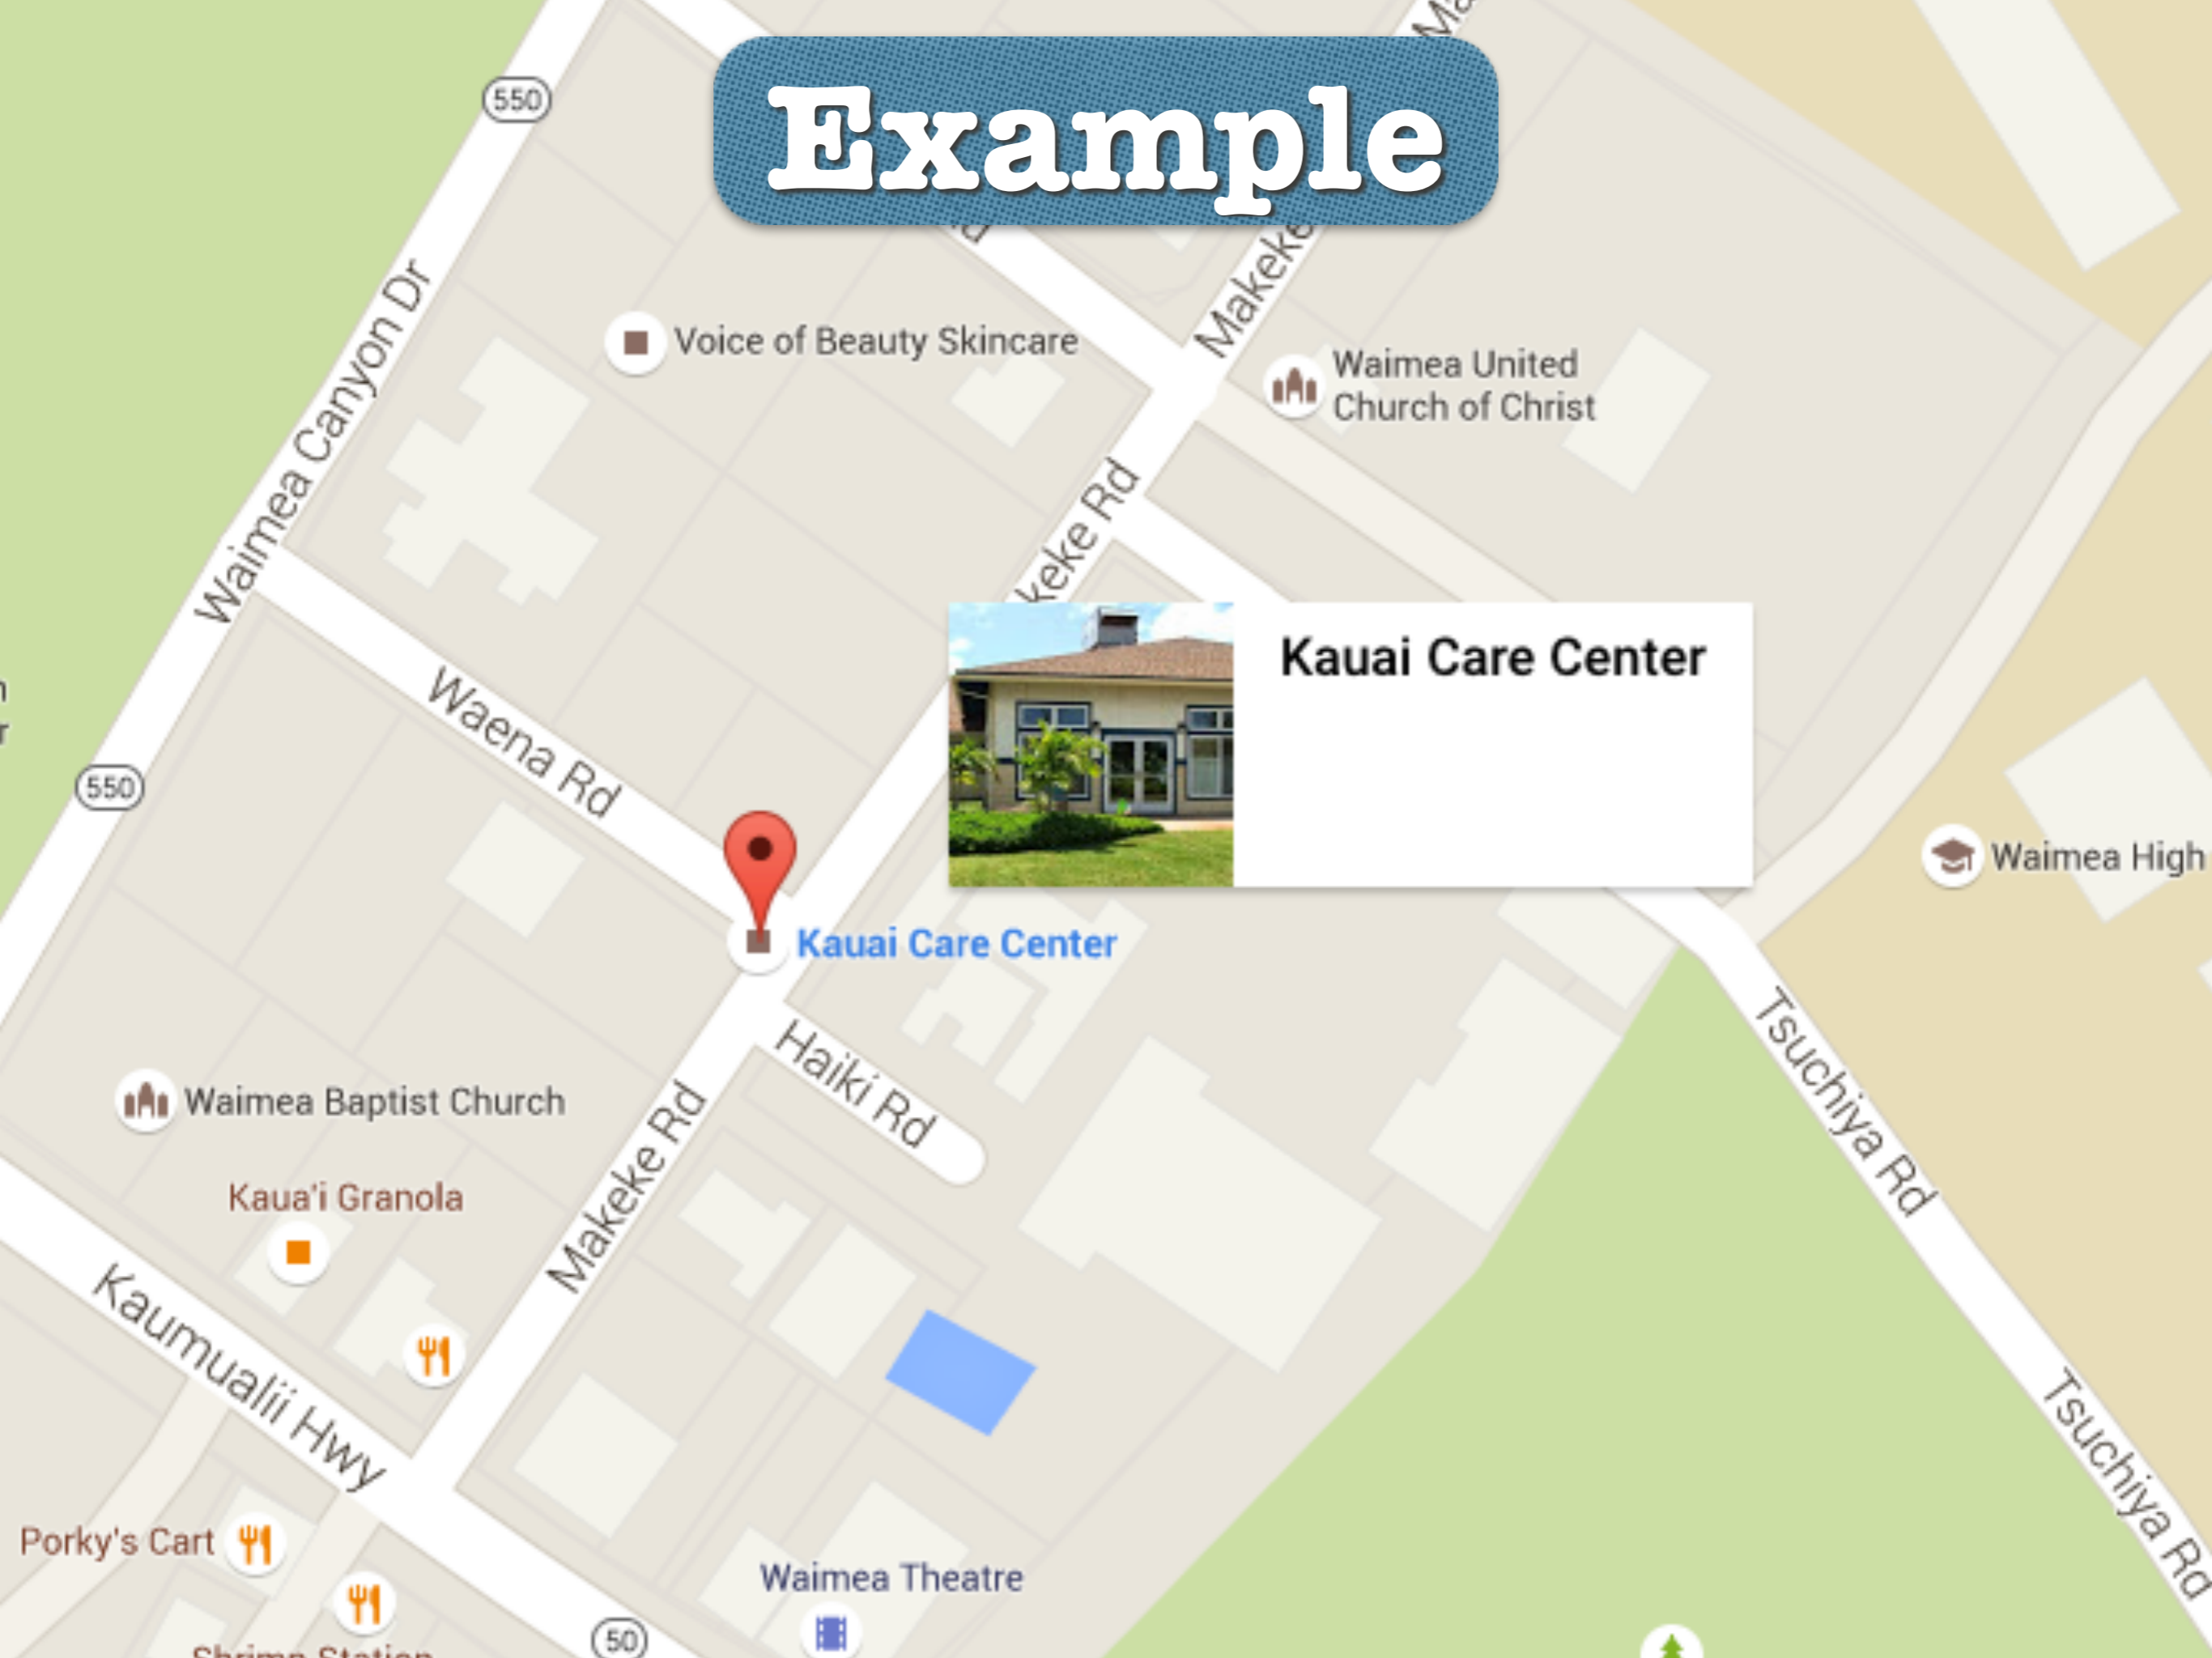 Example
550
Makeke
Waimea Canyon Dr
Voice of Beauty Skincare
Waimea United
Church of Christ
Makeke Rd
Kauai Care Center
Waena Rd
550
Waimea High
Kauai Care Center
Haiki Rd
Tsuchiya Rd
Waimea Baptist Church
Makeke Rd
Kaua'i Granola
Kaumualii Hwy
Tsuchiya Rd
Porky's Cart
Waimea Theatre
50
Shrimp Station